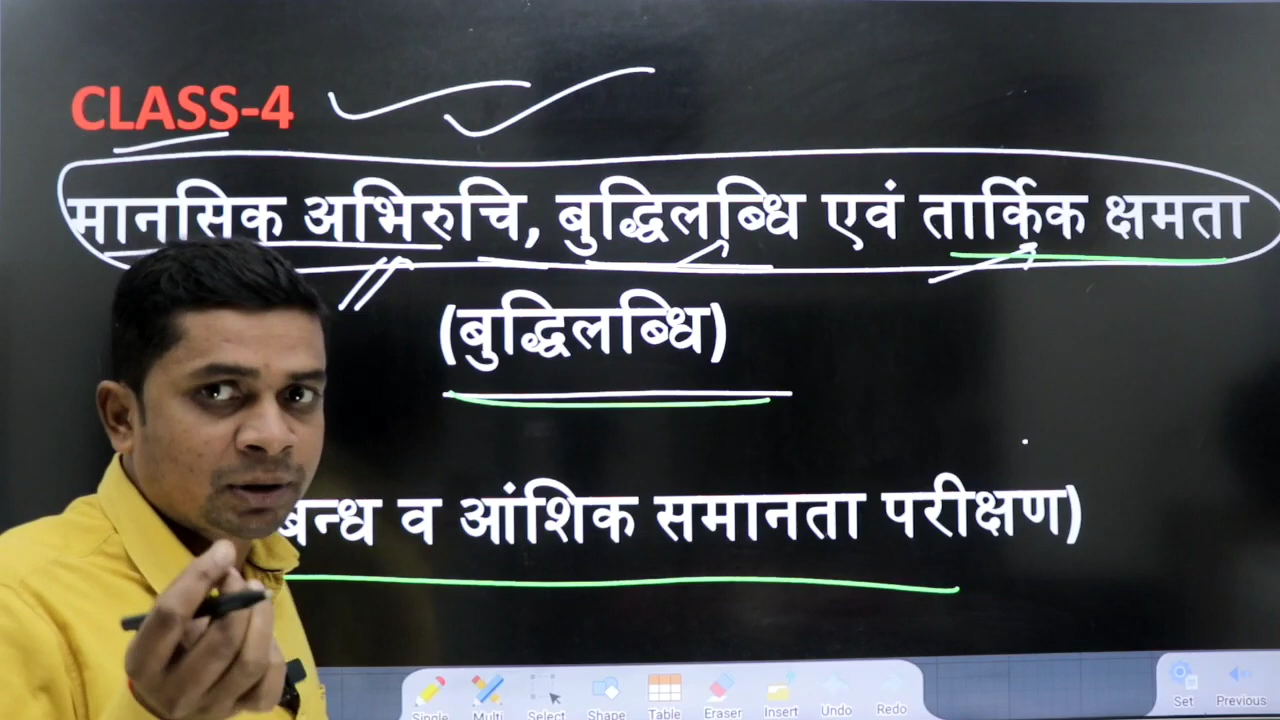 CLASS-4
मानसिक अभिरुचि, बुद्धिलब्धि एवं तार्किक क्षमता
(बुद्धिलब्धि)
व आंशिक समानता परीक्षण)
Single Multi Select Shape Table Eraser Insert Undo Redo Set Previous